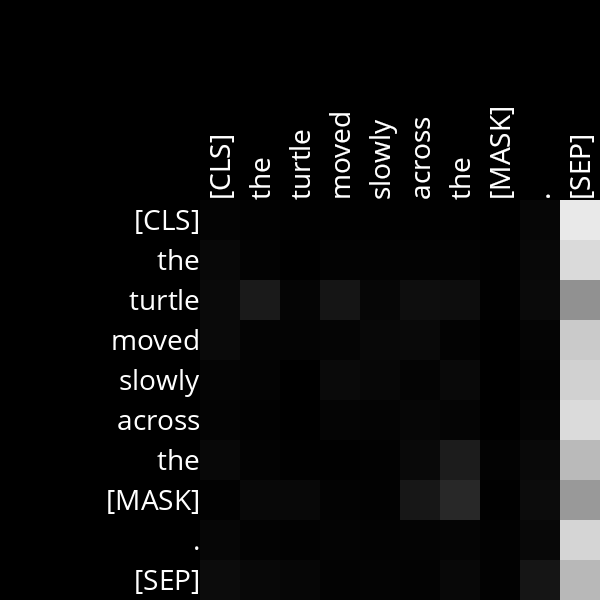 [CLS] the turtle moved slowly across the [MASK] . [SEP]
[CLS]
the
turtle
moved
slowly
across
the
[MASK]
.
[SEP]